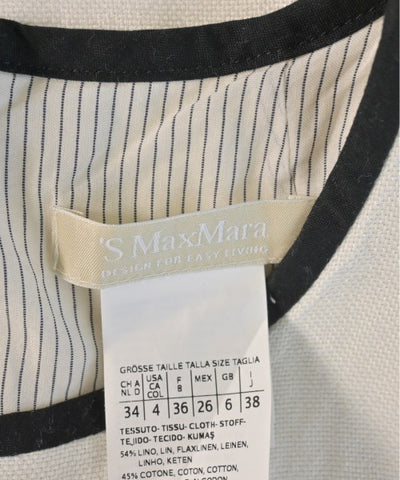 'S MaxMara
DESIGN FOR EASY LIVING
GRÖSSE TAILLE TALLA SIZE TAGLIA
CH A NL D USA CA COL F B MEX GB I J
34 4 36 26 6 38
TESSUTO-TISSU-CLOTH-STOFF-
TEJIDO-TECIDO-KUMAŞ
54% LINO, LIN, FLAXLINEN, LEINEN,
LINHO, KETEN
45% COTONE, COTON, COTTON,